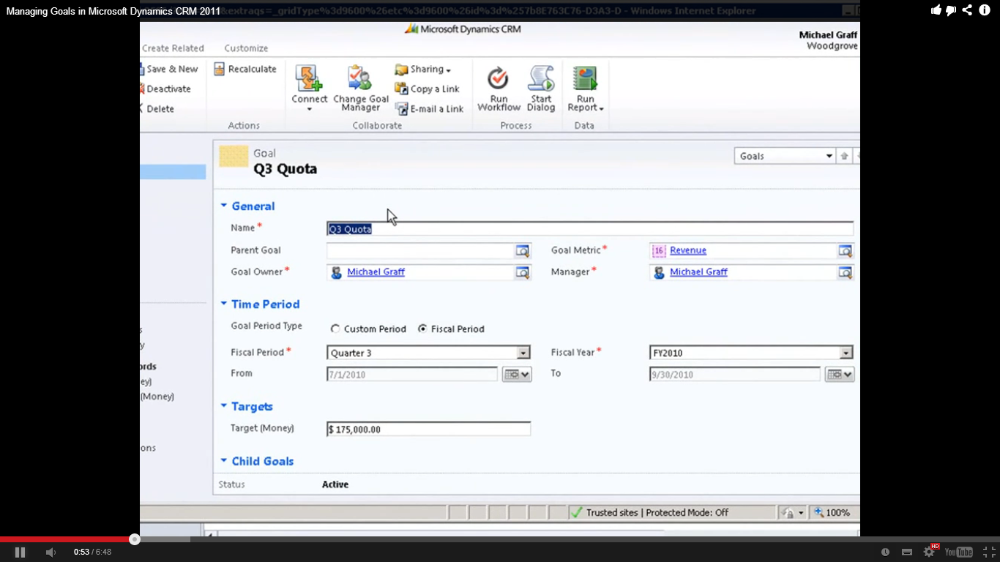 Managing Goals in Microsoft Dynamics CRM 2011
&extraqs=_gridType%3d9600%26etc%3d9600%26id%3d%257b8E763C76-D3A3-D - Windows Internet Explorer
Microsoft Dynamics CRM
Michael Graff
Woodgrove
Create Related
Customize
Save & New
Deactivate
Delete
Recalculate
Actions
Connect
Change Goal
Manager
Sharing
Copy a Link
E-mail a Link
Collaborate
Run
Workflow
Start
Dialog
Process
Run
Report
Data
Goal
Q3 Quota
Goals
General
Name*
Q3 Quota
Parent Goal
Goal Metric*
16
Revenue
Goal Owner*
Michael Graff
Manager*
Michael Graff
Time Period
Goal Period Type
Custom Period
Fiscal Period
Fiscal Period*
Quarter 3
Fiscal Year*
FY2010
From
7/1/2010
To
9/30/2010
s
y
ords
ey)
(Money)
ions
Targets
Target (Money)
$ 175,000.00
Child Goals
Status
Active
Trusted sites | Protected Mode: Off
100%
0:53 / 6:48
HD
YouTube